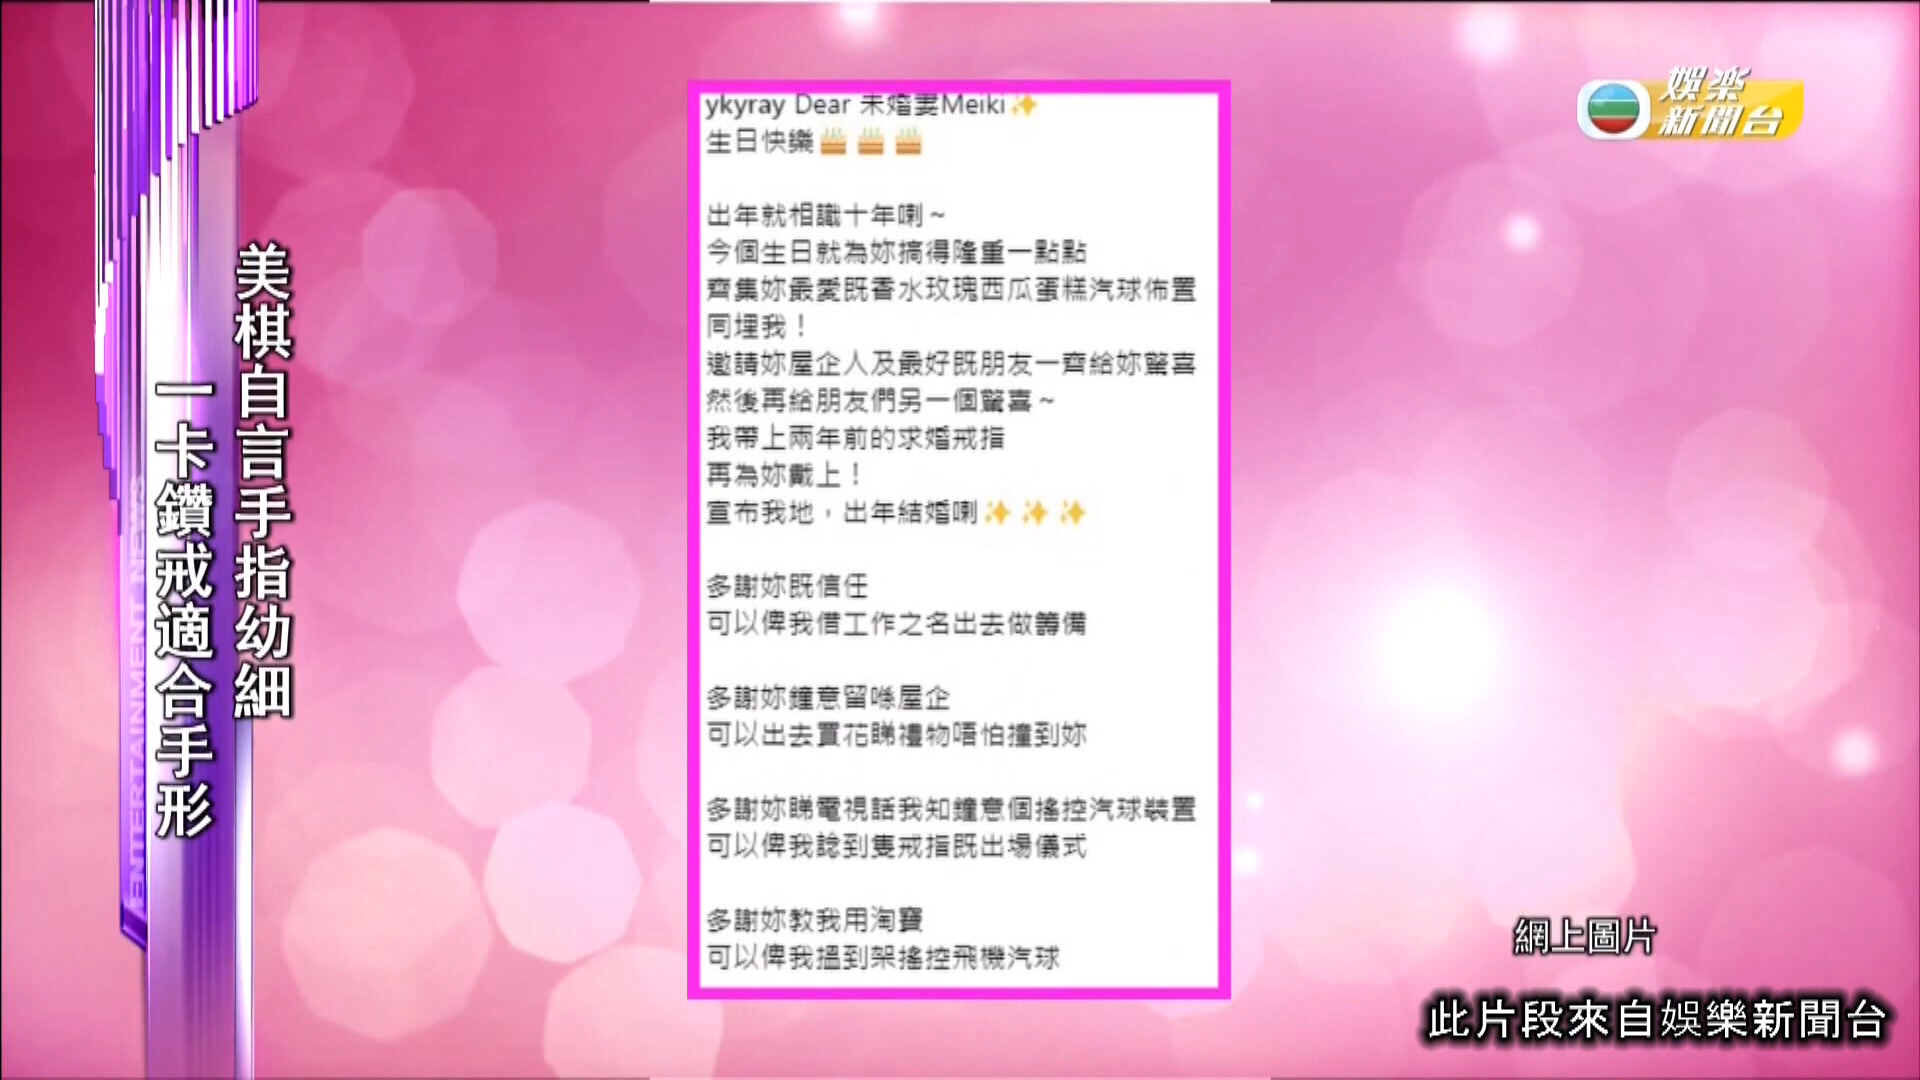 娛樂
新聞台
美棋自言手指幼細
一卡鑽戒適合手形
ENTERTAINMENT NEWS
ykyray Dear 未婚妻Meiki✨
生日快樂🎂🎂🎂
出年就相識十年喇~
今個生日就為妳搞得隆重一點點
齊集妳最愛既香水玫瑰西瓜蛋糕汽球佈置
同埋我！
邀請妳屋企人及最好既朋友一齊給妳驚喜
然後再給朋友們另一個驚喜~
我帶上兩年前的求婚戒指
再為妳戴上！
宣布我地，出年結婚喇✨✨✨
多謝妳既信任
可以俾我借工作之名出去做籌備
多謝妳鐘意留喺屋企
可以出去買花睇禮物唔怕撞到妳
多謝妳睇電視話我知鐘意個搖控汽球裝置
可以俾我諗到隻戒指既出場儀式
多謝妳教我用淘寶
可以俾我搵到架搖控飛機汽球
網上圖片
此片段來自娛樂新聞台